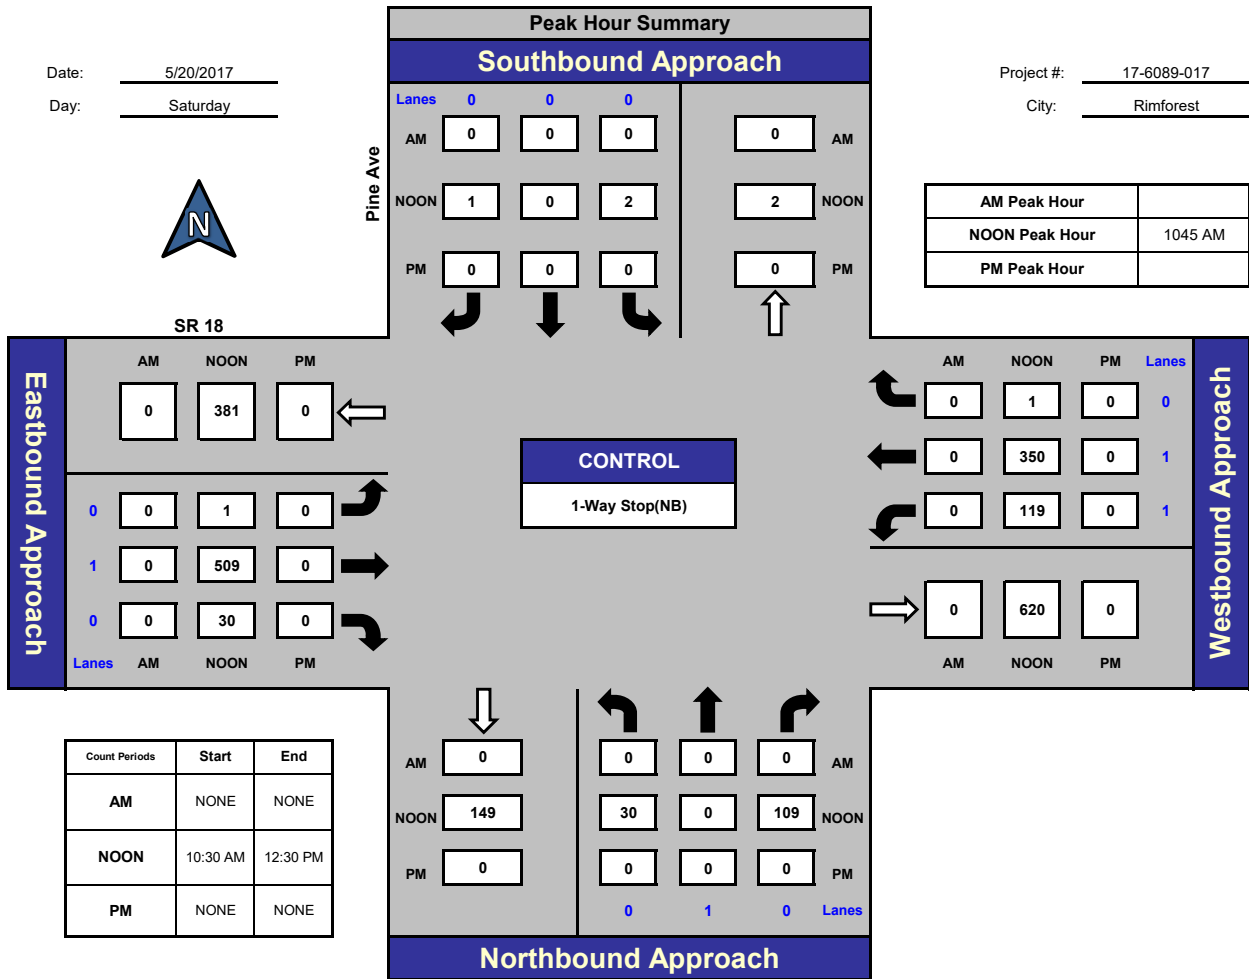 Peak Hour Summary
Southbound Approach
Date: 5/20/2017
Day: Saturday
Project #: 17-6089-017
City: Rimforest
N
Pine Ave
Lanes 0 0 0
AM 0 0 0 0 AM
NOON 1 0 2 2 NOON
PM 0 0 0 0 PM
AM Peak Hour
NOON Peak Hour 1045 AM
PM Peak Hour
SR 18
Eastbound Approach
AM NOON PM
0 381 0
0 0 1 0
1 0 509 0
0 0 30 0
Lanes AM NOON PM
CONTROL
1-Way Stop(NB)
AM NOON PM Lanes
0 1 0 0
0 350 0 1
0 119 0 1
0 620 0
AM NOON PM
Westbound Approach
Count Periods Start End
AM NONE NONE
NOON 10:30 AM 12:30 PM
PM NONE NONE
AM 0 0 0 0 AM
NOON 149 30 0 109 NOON
PM 0 0 0 0 PM
0 1 0 Lanes
Northbound Approach